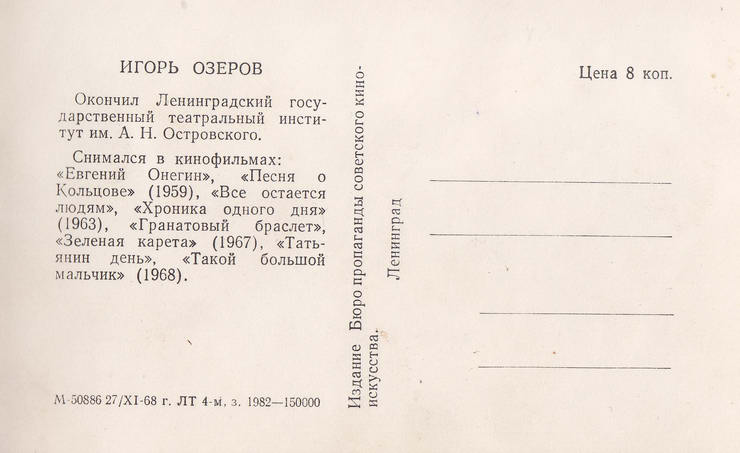 ИГОРЬ ОЗЕРОВ
Окончил Ленинградский госу-
дарственный театральный инсти-
тут им. А. Н. Островского.
Снимался в кинофильмах:
«Евгений Онегин», «Песня о
Кольцове» (1959), «Все остается
людям», «Хроника одного дня»
(1963), «Гранатовый браслет»,
«Зеленая карета» (1967), «Тать-
янин день», «Такой большой
мальчик» (1968).
М-50886 27/XI-68 г. ЛТ 4-м, з. 1982—150000
Издание Бюро пропаганды советского кино-
искусства.
Ленинград
Цена 8 коп.